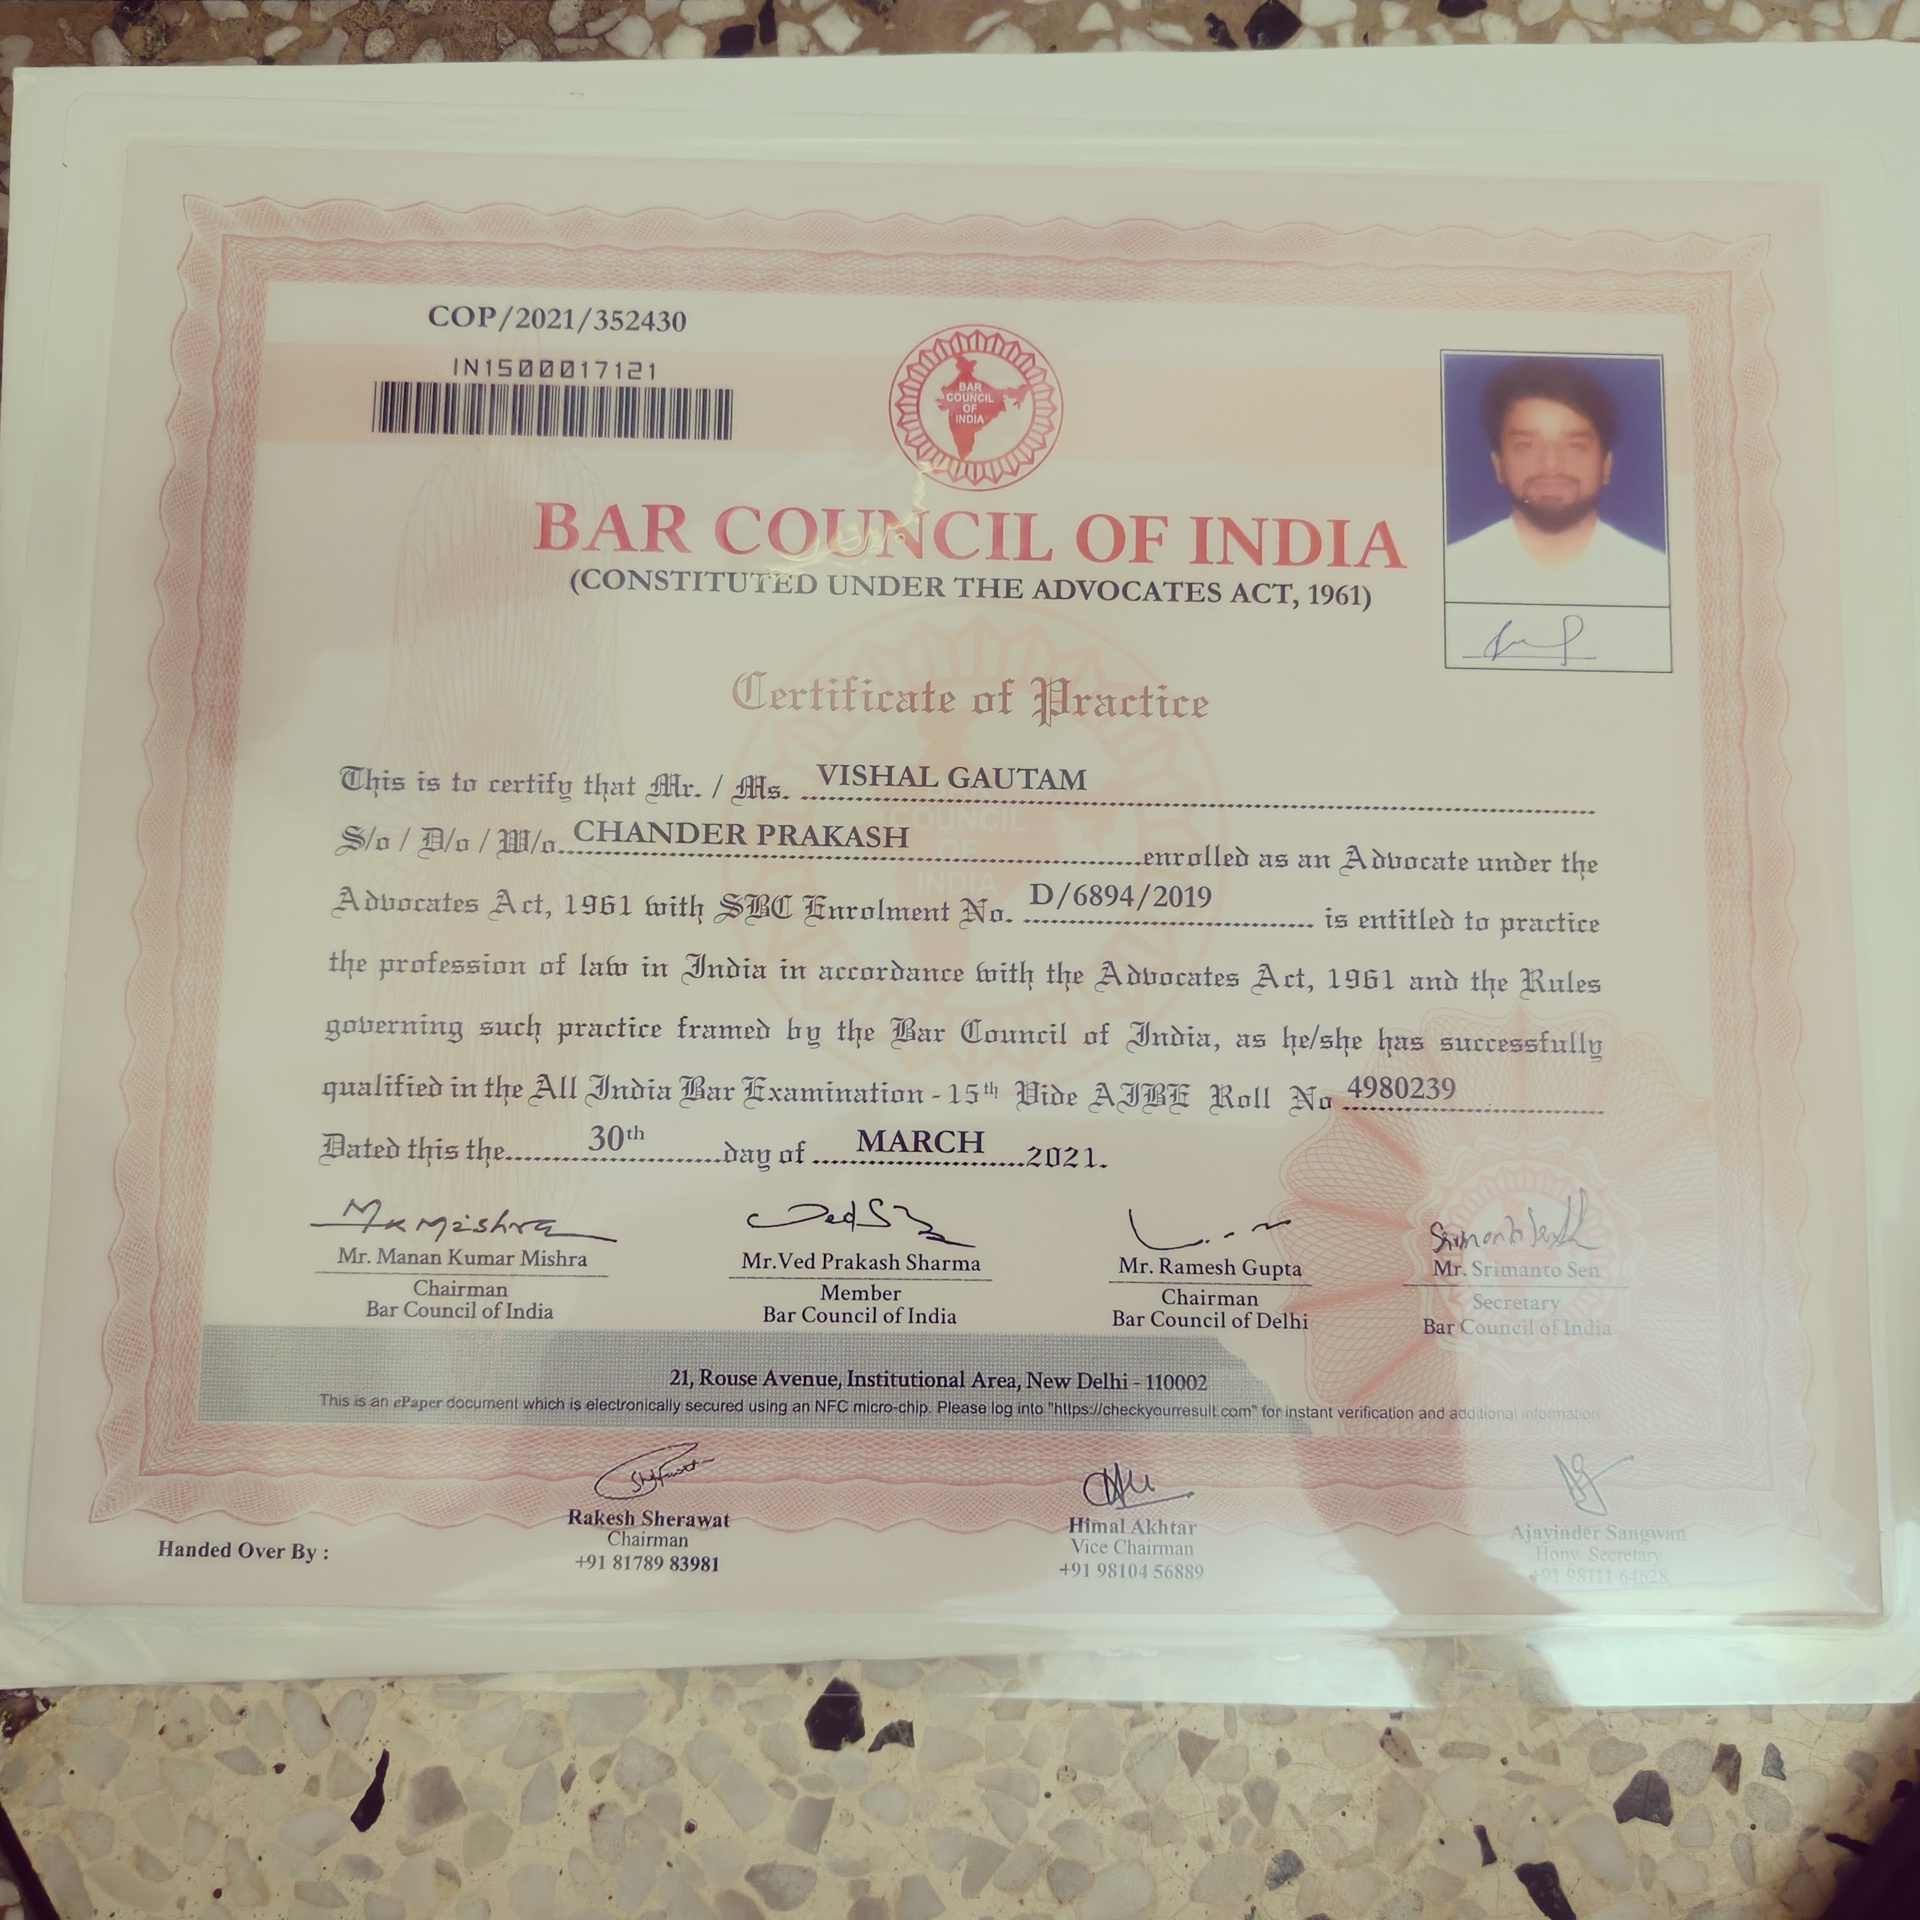 COP/2021/352430
IN1500017121
BAR
COUNCIL
OF
INDIA
BAR COUNCIL OF INDIA
(CONSTITUTED UNDER THE ADVOCATES ACT, 1961)
Certificate of Practice
This is to certify that Mr. / Ms. VISHAL GAUTAM
S/o / D/o / W/o CHANDER PRAKASH enrolled as an Advocate under the
Advocates Act, 1961 with SBC Enrolment No. D/6894/2019 is entitled to practice
the profession of law in India in accordance with the Advocates Act, 1961 and the Rules
governing such practice framed by the Bar Council of India, as he/she has successfully
qualified in the All India Bar Examination - 15th Vide AIBE Roll No 4980239
Dated this the 30th day of MARCH 2021.
Mr. Manan Kumar Mishra
Chairman
Bar Council of India
Mr.Ved Prakash Sharma
Member
Bar Council of India
Mr. Ramesh Gupta
Chairman
Bar Council of Delhi
Mr. Srimanto Sen
Secretary
Bar Council of India
21, Rouse Avenue, Institutional Area, New Delhi - 110002
This is an ePaper document which is electronically secured using an NFC micro-chip. Please log into "https://checkyourresult.com" for instant verification and additional information.
Handed Over By :
Rakesh Sherawat
Chairman
+91 81789 83981
Himal Akhtar
Vice Chairman
+91 98104 56889
Ajayinder Sangwan
Hony. Secretary
+91 98111 64628